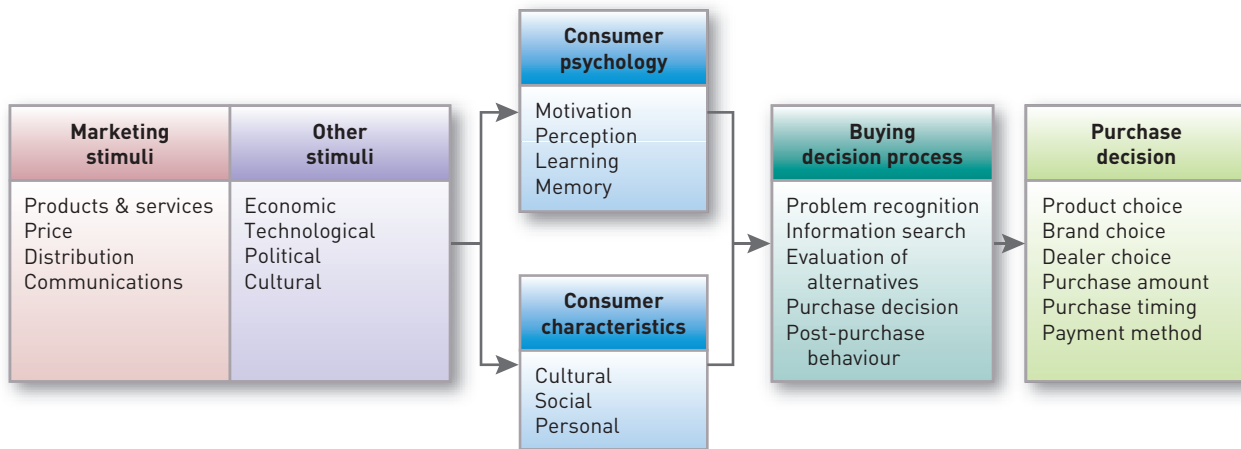 Marketing
stimuli
Products & services
Price
Distribution
Communications
Other
stimuli
Economic
Technological
Political
Cultural
Consumer
psychology
Motivation
Perception
Learning
Memory
Consumer
characteristics
Cultural
Social
Personal
Buying
decision process
Problem recognition
Information search
Evaluation of
alternatives
Purchase decision
Post-purchase
behaviour
Purchase
decision
Product choice
Brand choice
Dealer choice
Purchase amount
Purchase timing
Payment method